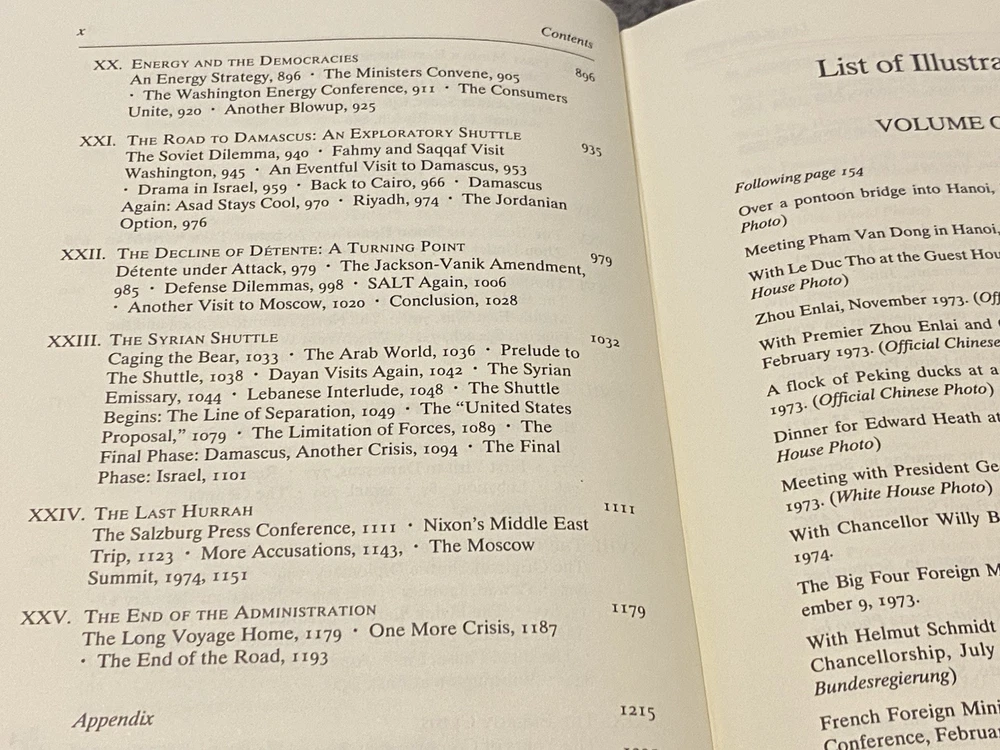 x
Contents
XX. ENERGY AND THE DEMOCRACIES 896
An Energy Strategy, 896 · The Ministers Convene, 905
· The Washington Energy Conference, 911 · The Consumers
Unite, 920 · Another Blowup, 925
XXI. THE ROAD TO DAMASCUS: AN EXPLORATORY SHUTTLE 935
The Soviet Dilemma, 940 · Fahmy and Saqqaf Visit
Washington, 945 · An Eventful Visit to Damascus, 953
· Drama in Israel, 959 · Back to Cairo, 966 · Damascus
Again: Asad Stays Cool, 970 · Riyadh, 974 · The Jordanian
Option, 976
XXII. THE DECLINE OF DÉTENTE: A TURNING POINT 979
Détente under Attack, 979 · The Jackson-Vanik Amendment,
985 · Defense Dilemmas, 998 · SALT Again, 1006
· Another Visit to Moscow, 1020 · Conclusion, 1028
XXIII. THE SYRIAN SHUTTLE 1032
Caging the Bear, 1033 · The Arab World, 1036 · Prelude to
The Shuttle, 1038 · Dayan Visits Again, 1042 · The Syrian
Emissary, 1044 · Lebanese Interlude, 1048 · The Shuttle
Begins: The Line of Separation, 1049 · The “United States
Proposal,” 1079 · The Limitation of Forces, 1089 · The
Final Phase: Damascus, Another Crisis, 1094 · The Final
Phase: Israel, 1101
XXIV. THE LAST HURRAH 1111
The Salzburg Press Conference, 1111 · Nixon’s Middle East
Trip, 1123 · More Accusations, 1143, · The Moscow
Summit, 1974, 1151
XXV. THE END OF THE ADMINISTRATION 1179
The Long Voyage Home, 1179 · One More Crisis, 1187
· The End of the Road, 1193
Appendix 1215
List of Illustra
VOLUME
Following page 154
Over a pontoon bridge into Hanoi,
Photo)
Meeting Pham Van Dong in Hanoi,
With Le Duc Tho at the Guest Hou
House Photo)
Zhou Enlai, November 1973. (Off
With Premier Zhou Enlai and
February 1973. (Official Chinese
A flock of Peking ducks at a
1973. (Official Chinese Photo)
Dinner for Edward Heath at
House Photo)
Meeting with President Ge
1973. (White House Photo)
With Chancellor Willy B
1974.
The Big Four Foreign M
ember 9, 1973.
With Helmut Schmidt
Chancellorship, July
Bundesregierung)
French Foreign Mini
Conference, Februa